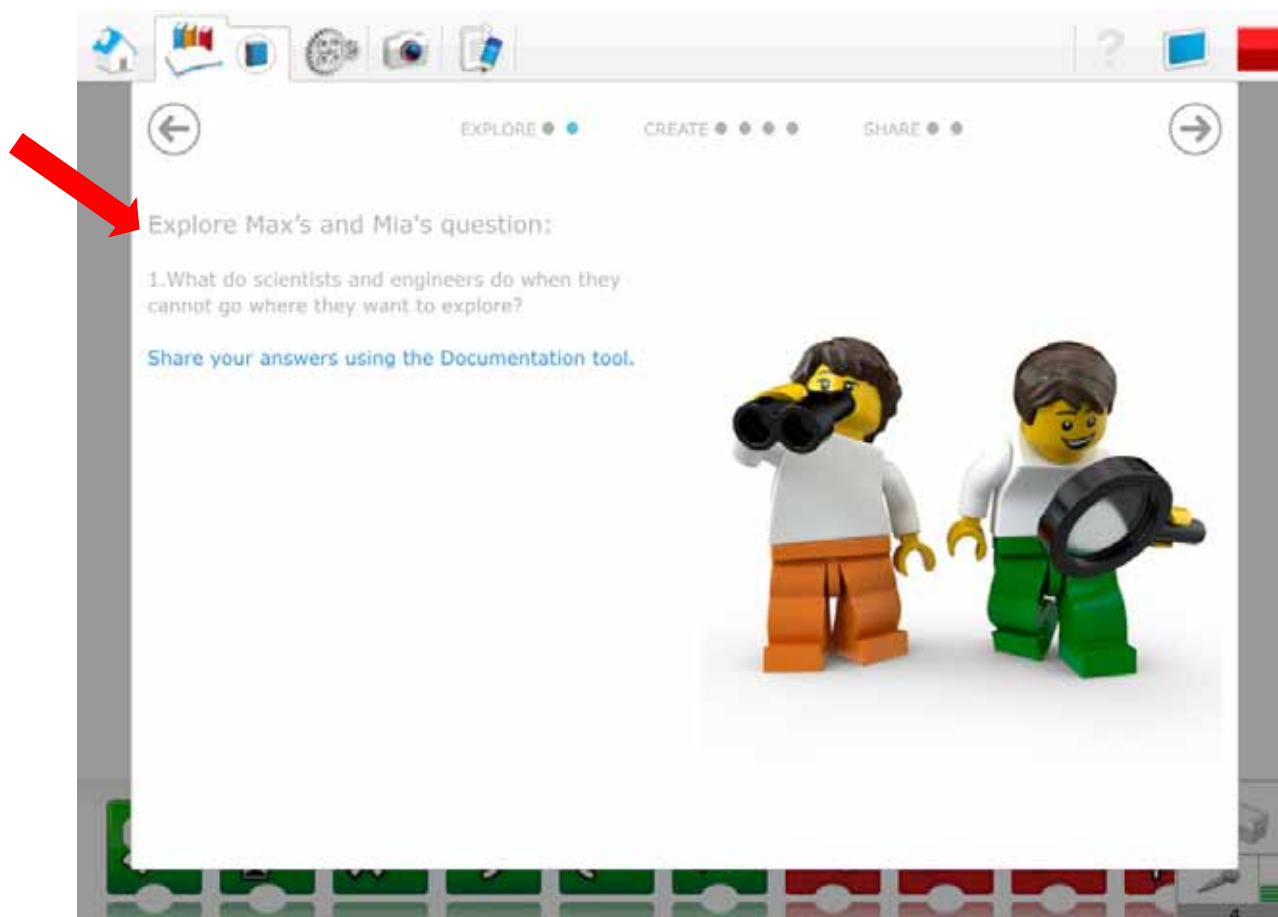 EXPLORE CREATE SHARE
Explore Max's and Mia's question:
1.What do scientists and engineers do when they
cannot go where they want to explore?
Share your answers using the Documentation tool.
?